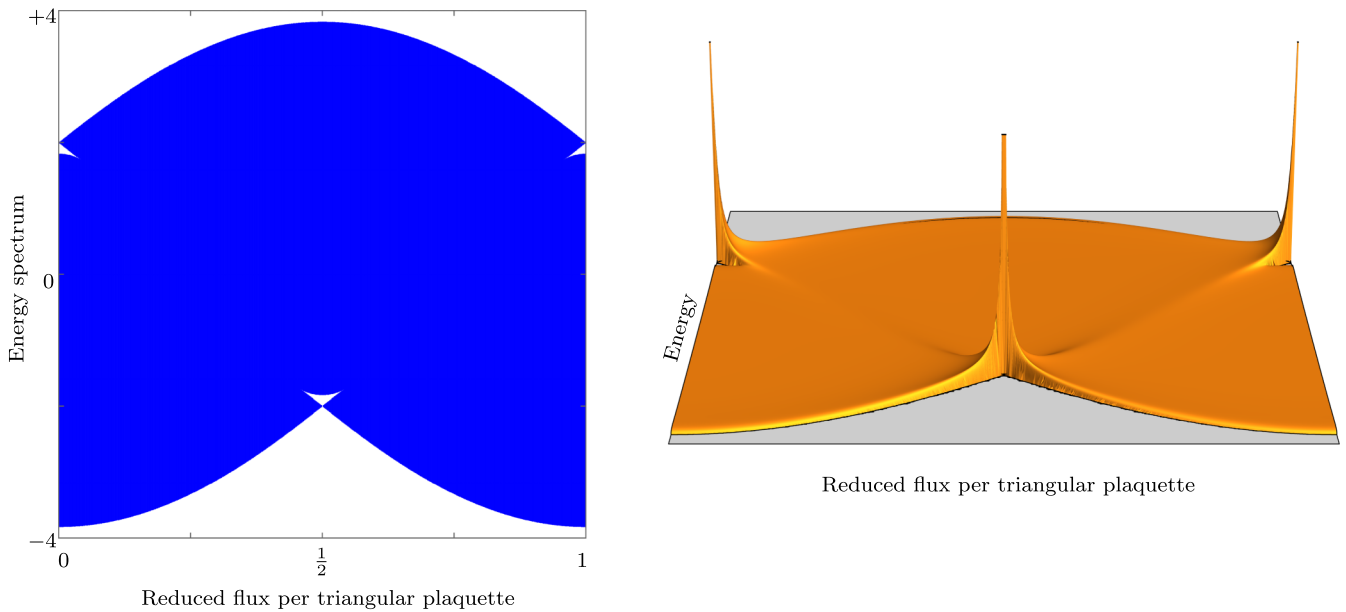 +4
Energy spectrum
0
−4
0
1/2
1
Reduced flux per triangular plaquette
Energy
Reduced flux per triangular plaquette